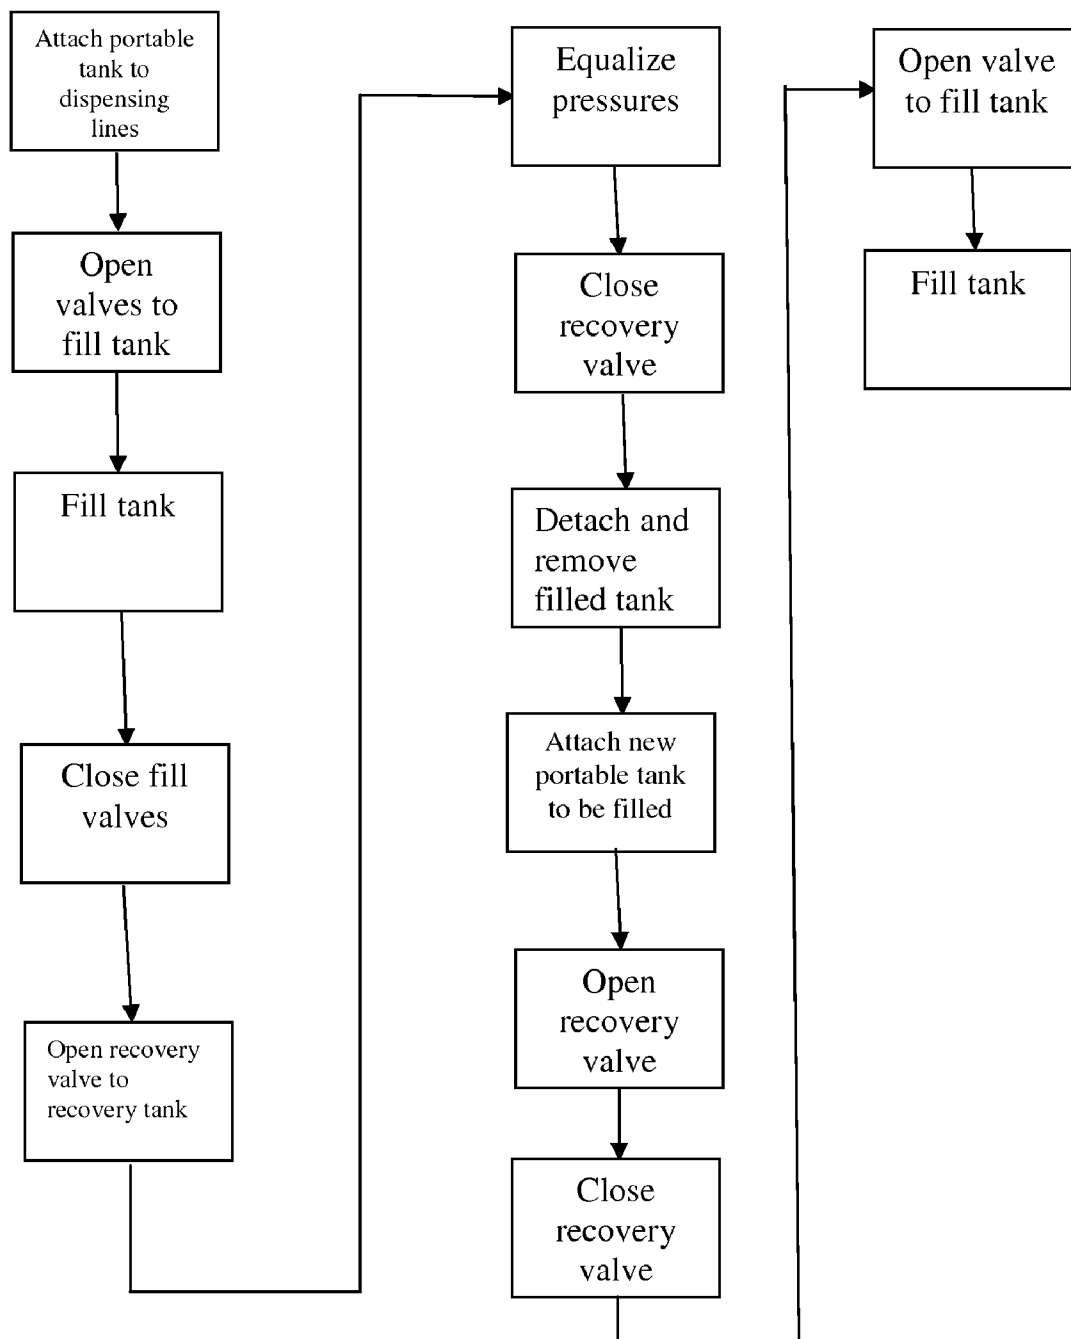 Attach portable
tank to
dispensing
lines
Open
valves to
fill tank
Fill tank
Close fill
valves
Open recovery
valve to
recovery tank
Equalize
pressures
Close
recovery
valve
Detach and
remove
filled tank
Attach new
portable tank
to be filled
Open
recovery
valve
Close
recovery
valve
Open valve
to fill tank
Fill tank